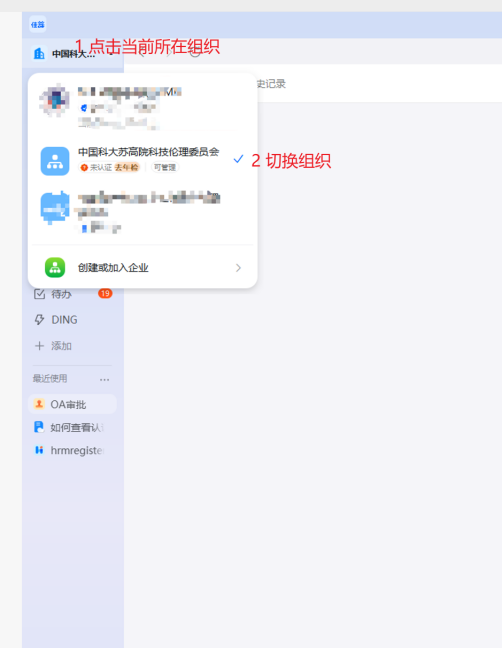 中国科大...
1 点击当前所在组织
史记录
中国科大苏高院科技伦理委员会
未认证 去年检 可管理
2 切换组织
创建或加入企业
待办 19
DING
添加
最近使用
OA审批
如何查看认
hrmregiste